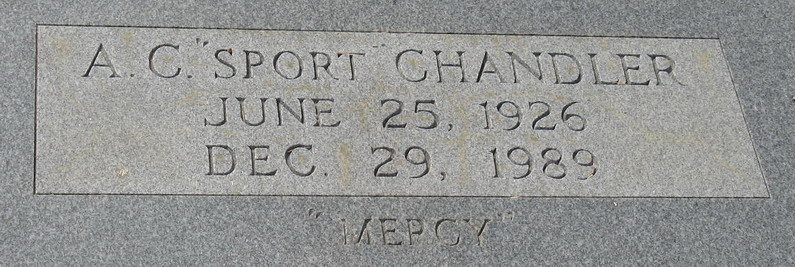 A. C. "SPORT" CHANDLER
JUNE 25, 1926
DEC. 29, 1989
"MERCY"